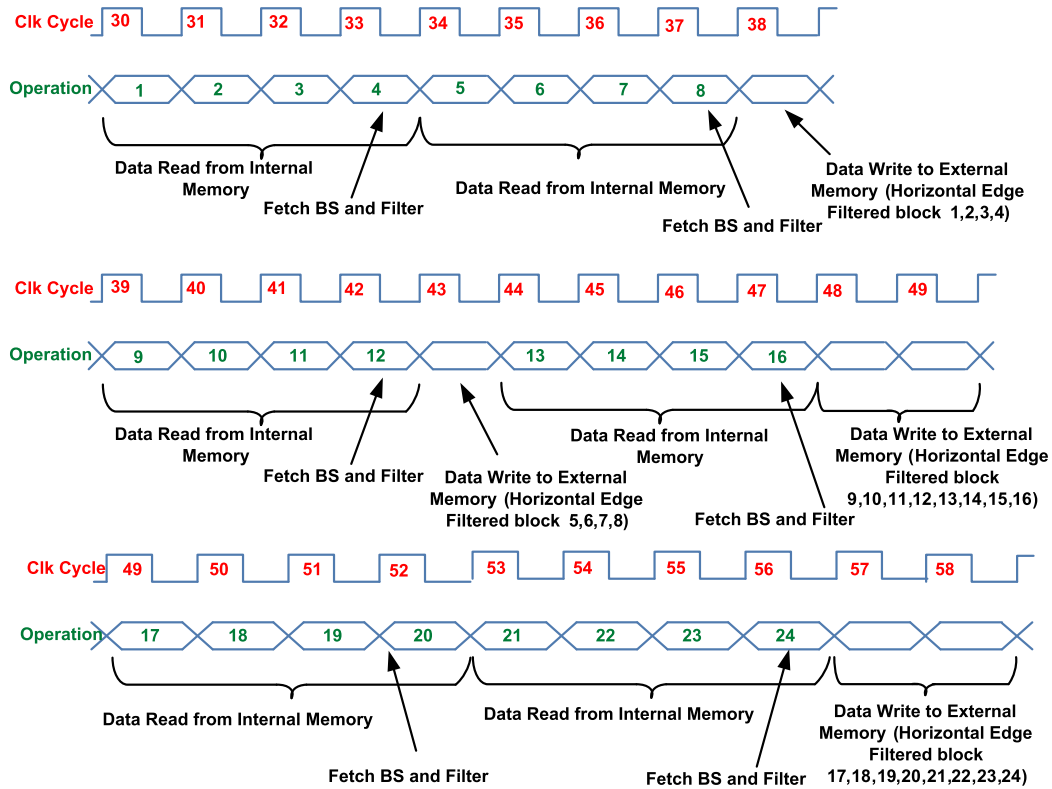 Clk Cycle 30 31 32 33 34 35 36 37 38
Operation 1 2 3 4 5 6 7 8
Data Read from Internal
Memory
Fetch BS and Filter
Data Read from Internal Memory
Fetch BS and Filter
Data Write to External
Memory (Horizontal Edge
Filtered block 1,2,3,4)
Clk Cycle 39 40 41 42 43 44 45 46 47 48 49
Operation 9 10 11 12 13 14 15 16
Data Read from Internal
Memory
Fetch BS and Filter
Data Write to External
Memory (Horizontal Edge
Filtered block 5,6,7,8)
Data Read from Internal
Memory
Fetch BS and Filter
Data Write to External
Memory (Horizontal Edge
Filtered block
9,10,11,12,13,14,15,16)
Clk Cycle 49 50 51 52 53 54 55 56 57 58
Operation 17 18 19 20 21 22 23 24
Data Read from Internal Memory
Fetch BS and Filter
Data Read from Internal Memory
Fetch BS and Filter
Data Write to External
Memory (Horizontal Edge
Filtered block
17,18,19,20,21,22,23,24)